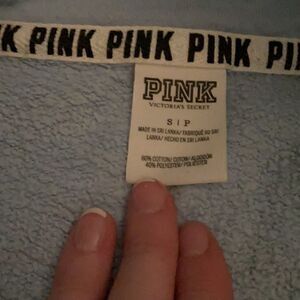 K PINK PINK PINK PI
PINK
VICTORIA'S SECRET
S | P
MADE IN SRI LANKA/ FABRIQUÉ AU SRI
LANKA/ HECHO EN SRI LANKA
60% COTTON/ COTON/ ALGODÓN
40% POLYESTER/ POLIÉSTER